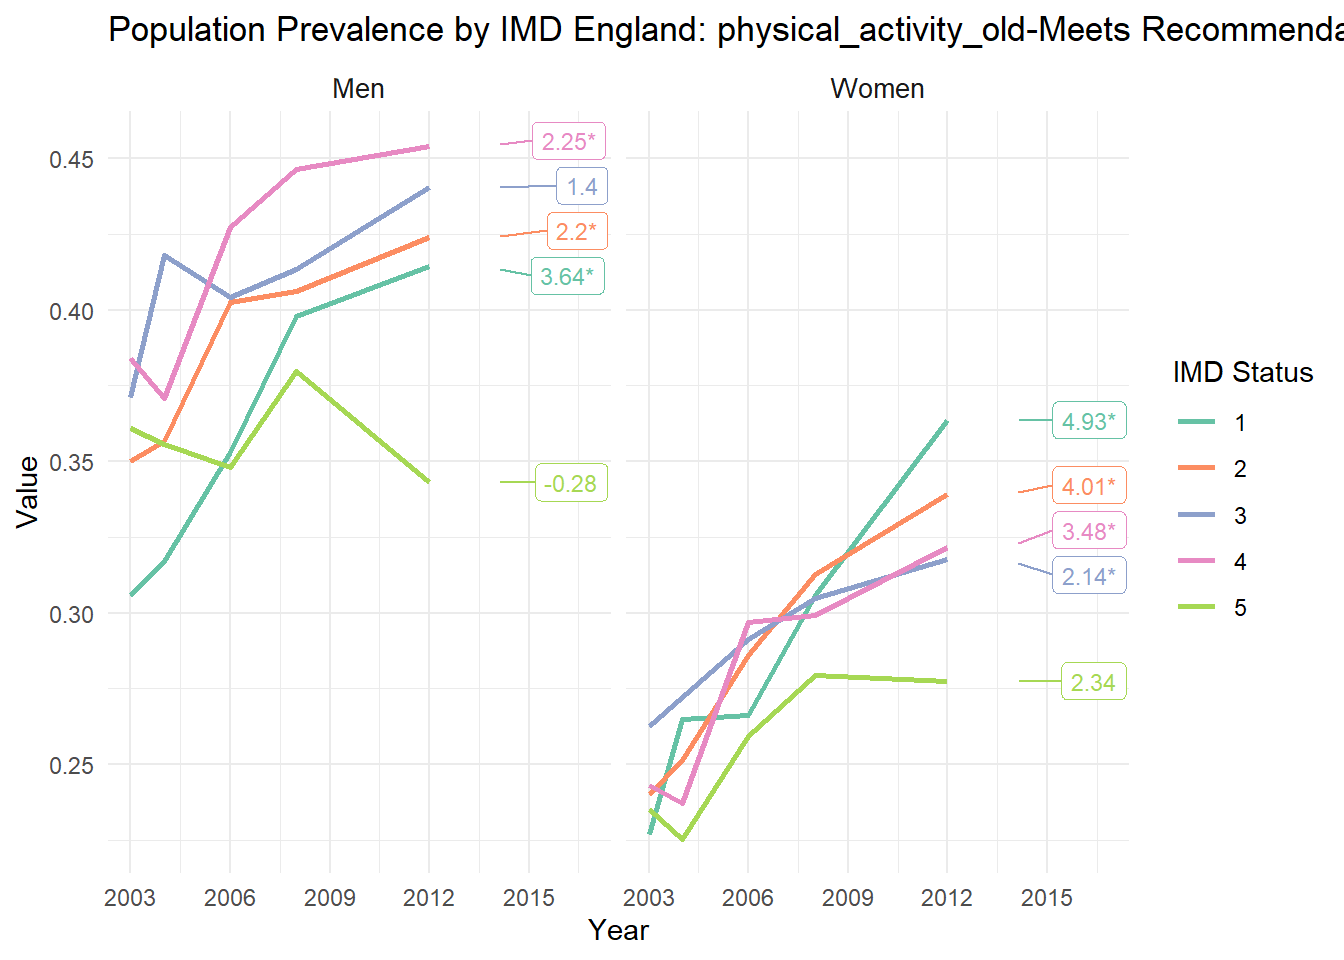 Population Prevalence by IMD England: physical_activity_old-Meets Recommenda
Men
Women
Value
0.45
0.40
0.35
0.30
0.25
2.25*
1.4
2.2*
3.64*
-0.28
4.93*
4.01*
3.48*
2.14*
2.34
2003 2006 2009 2012 2015
2003 2006 2009 2012 2015
Year
IMD Status
1
2
3
4
5